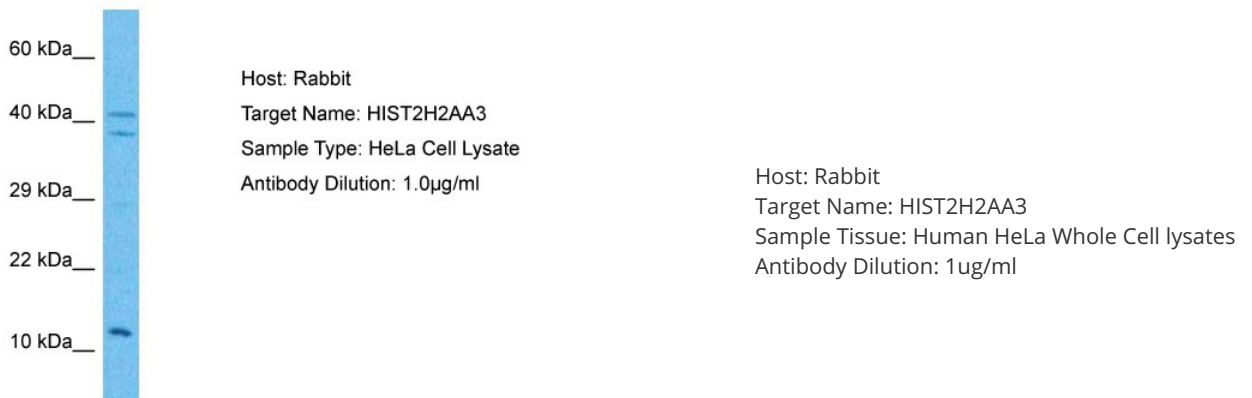 60 kDa__
40 kDa__
29 kDa__
22 kDa__
10 kDa__
Host: Rabbit
Target Name: HIST2H2AA3
Sample Type: HeLa Cell Lysate
Antibody Dilution: 1.0µg/ml
Host: Rabbit
Target Name: HIST2H2AA3
Sample Tissue: Human HeLa Whole Cell lysates
Antibody Dilution: 1ug/ml